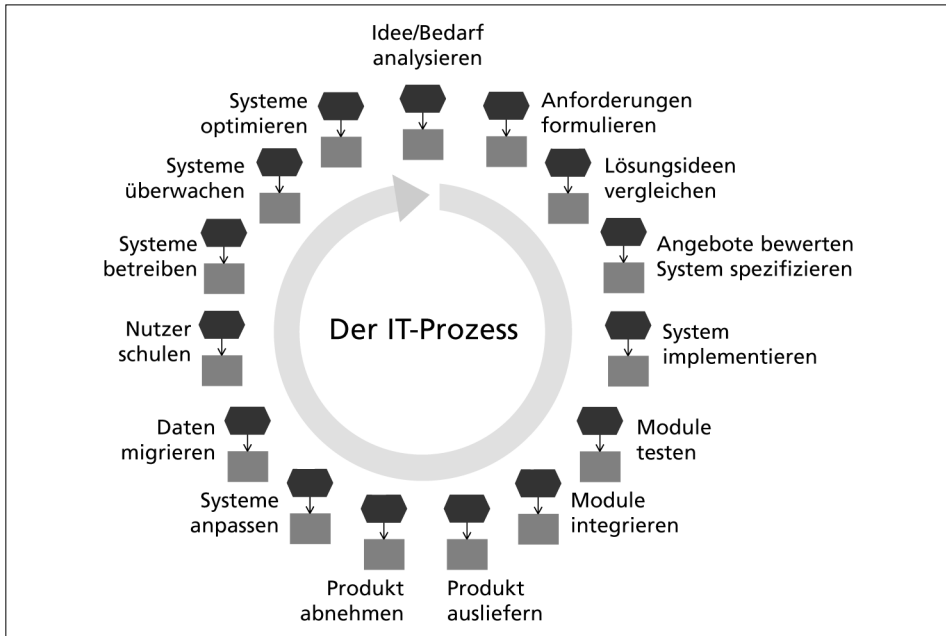 Idee/Bedarf
analysieren
Anforderungen
formulieren
Lösungsideen
vergleichen
Angebote bewerten
System spezifizieren
System
implementieren
Module
testen
Module
integrieren
Produkt
ausliefern
Produkt
abnehmen
Systeme
anpassen
Daten
migrieren
Nutzer
schulen
Systeme
betreiben
Systeme
überwachen
Systeme
optimieren
Der IT-Prozess